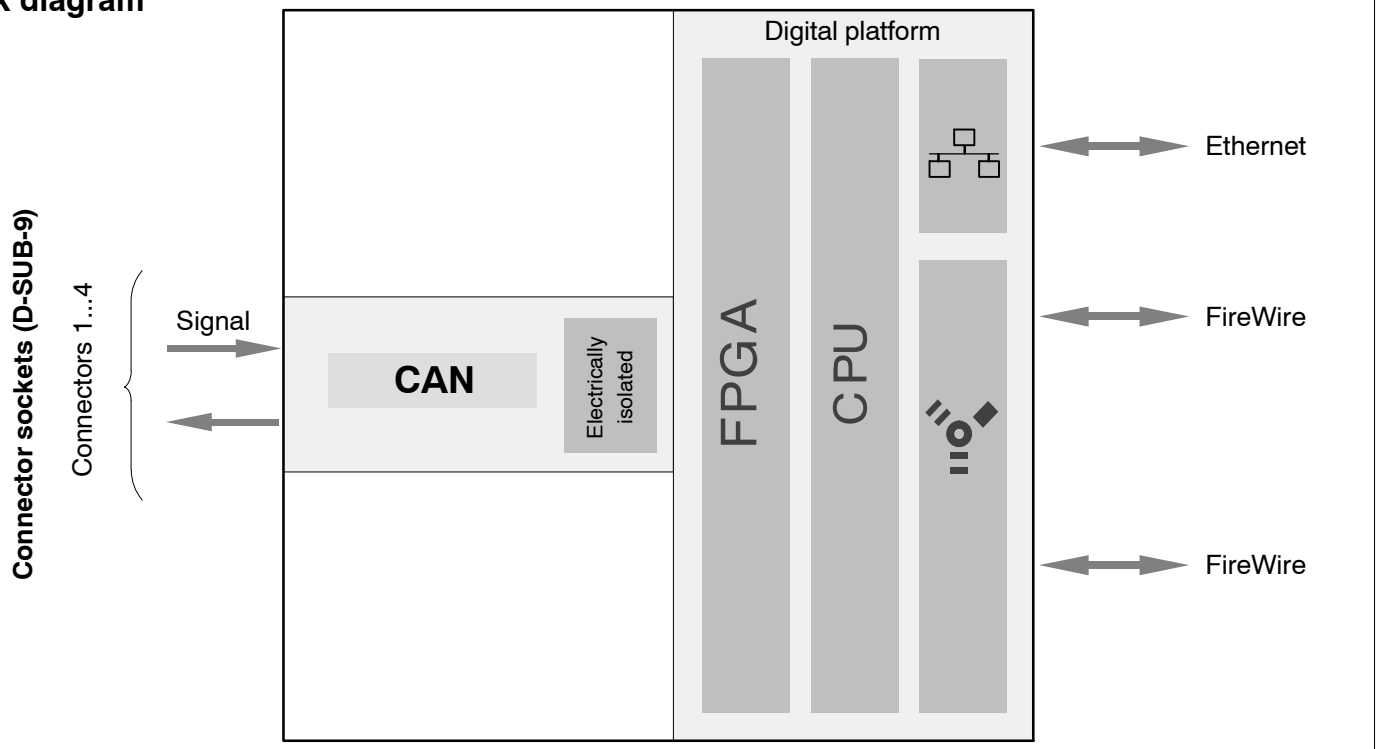 x diagram
Digital platform
Ethernet
FireWire
FireWire
FPGA
CPU
Connector sockets (D-SUB-9)
Connectors 1...4
Signal
CAN
Electrically
isolated